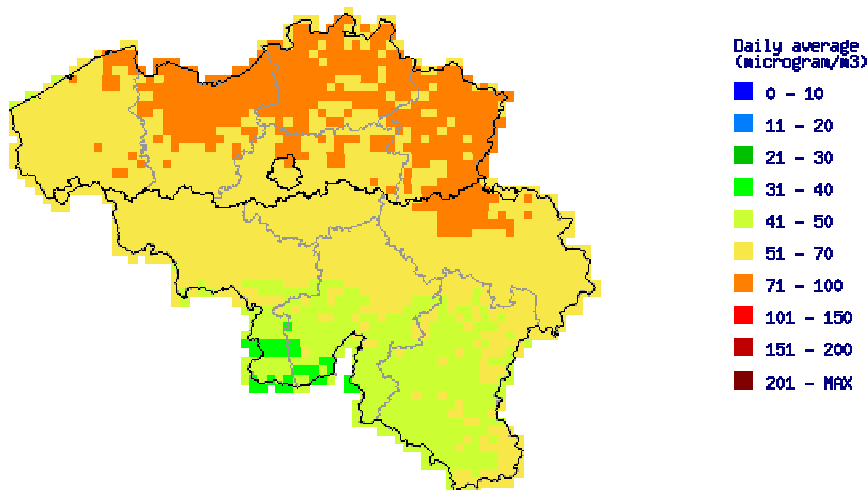 Daily average
(microgram/m3)
0 - 10
11 - 20
21 - 30
31 - 40
41 - 50
51 - 70
71 - 100
101 - 150
151 - 200
201 - MAX